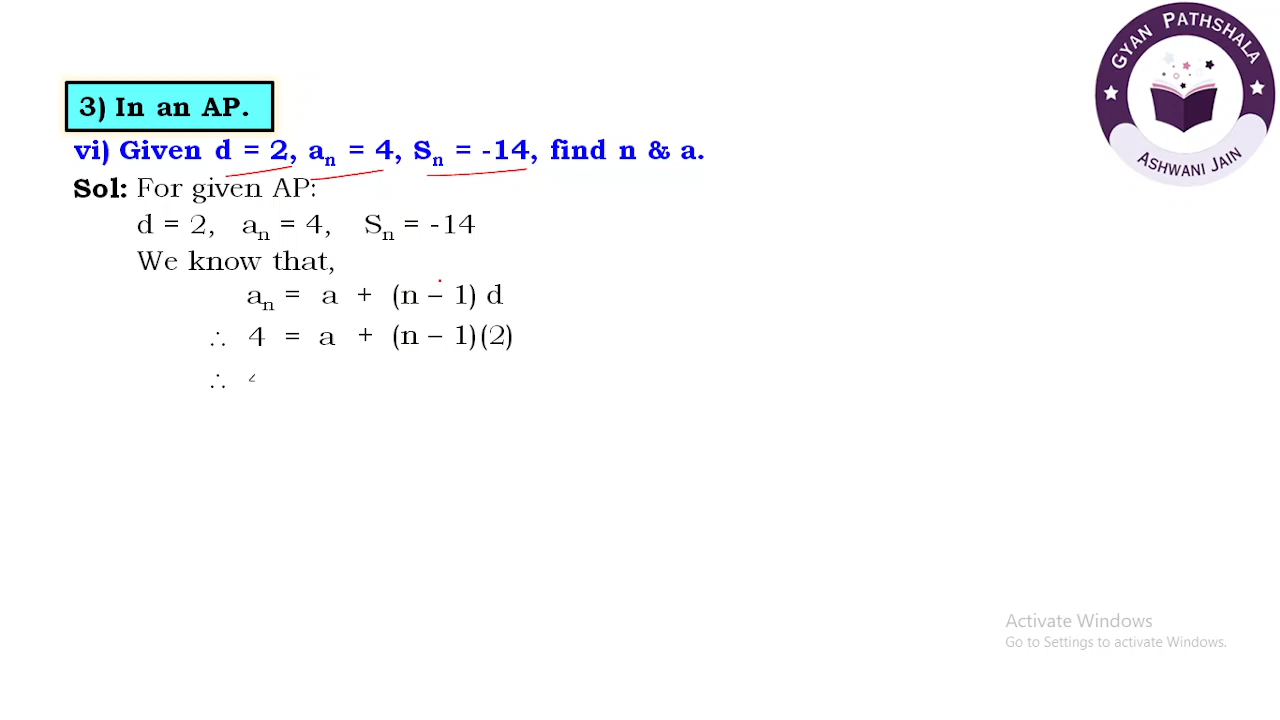 GYAN PATHSHALA
ASHWANI JAIN
3) In an AP.
vi) Given d = 2, aₙ = 4, Sₙ = -14, find n & a.
Sol: For given AP:
d = 2, aₙ = 4, Sₙ = -14
We know that,
aₙ = a + (n – 1) d
∴ 4 = a + (n – 1)(2)
∴
Activate Windows
Go to Settings to activate Windows.